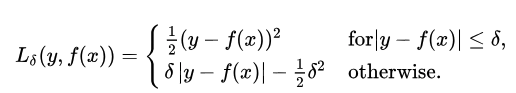 L_δ(y, f(x)) = { ½(y − f(x))² for|y − f(x)| ≤ δ,
δ |y − f(x)| − ½δ² otherwise.